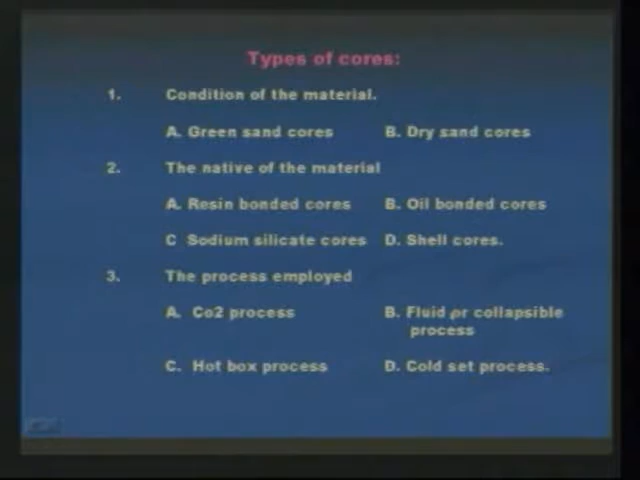 Types of cores:
1. Condition of the material.
A. Green sand cores B. Dry sand cores
2. The native of the material
A. Resin bonded cores B. Oil bonded cores
C Sodium silicate cores D. Shell cores.
3. The process employed
A. Co2 process B. Fluid or collapsible
process
C. Hot box process D. Cold set process.